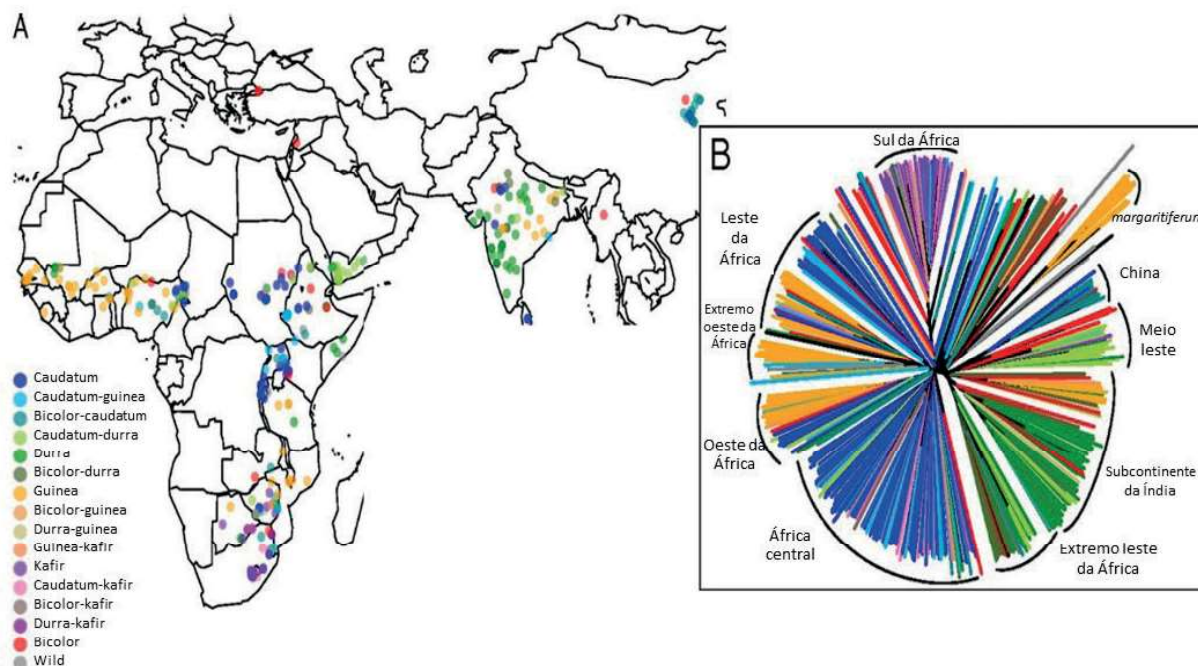 A
Caudatum
Caudatum-guinea
Bicolor-caudatum
Caudatum-durra
Durra
Bicolor-durra
Guinea
Bicolor-guinea
Durra-guinea
Guinea-kafir
Kafir
Caudatum-kafir
Bicolor-kafir
Durra-kafir
Bicolor
Wild
B
Sul da África
margaritiferum
Leste
da
África
China
Extremo
oeste da
África
Meio
leste
Oeste da
África
Subcontinente
da Índia
África
central
Extremo leste
da África